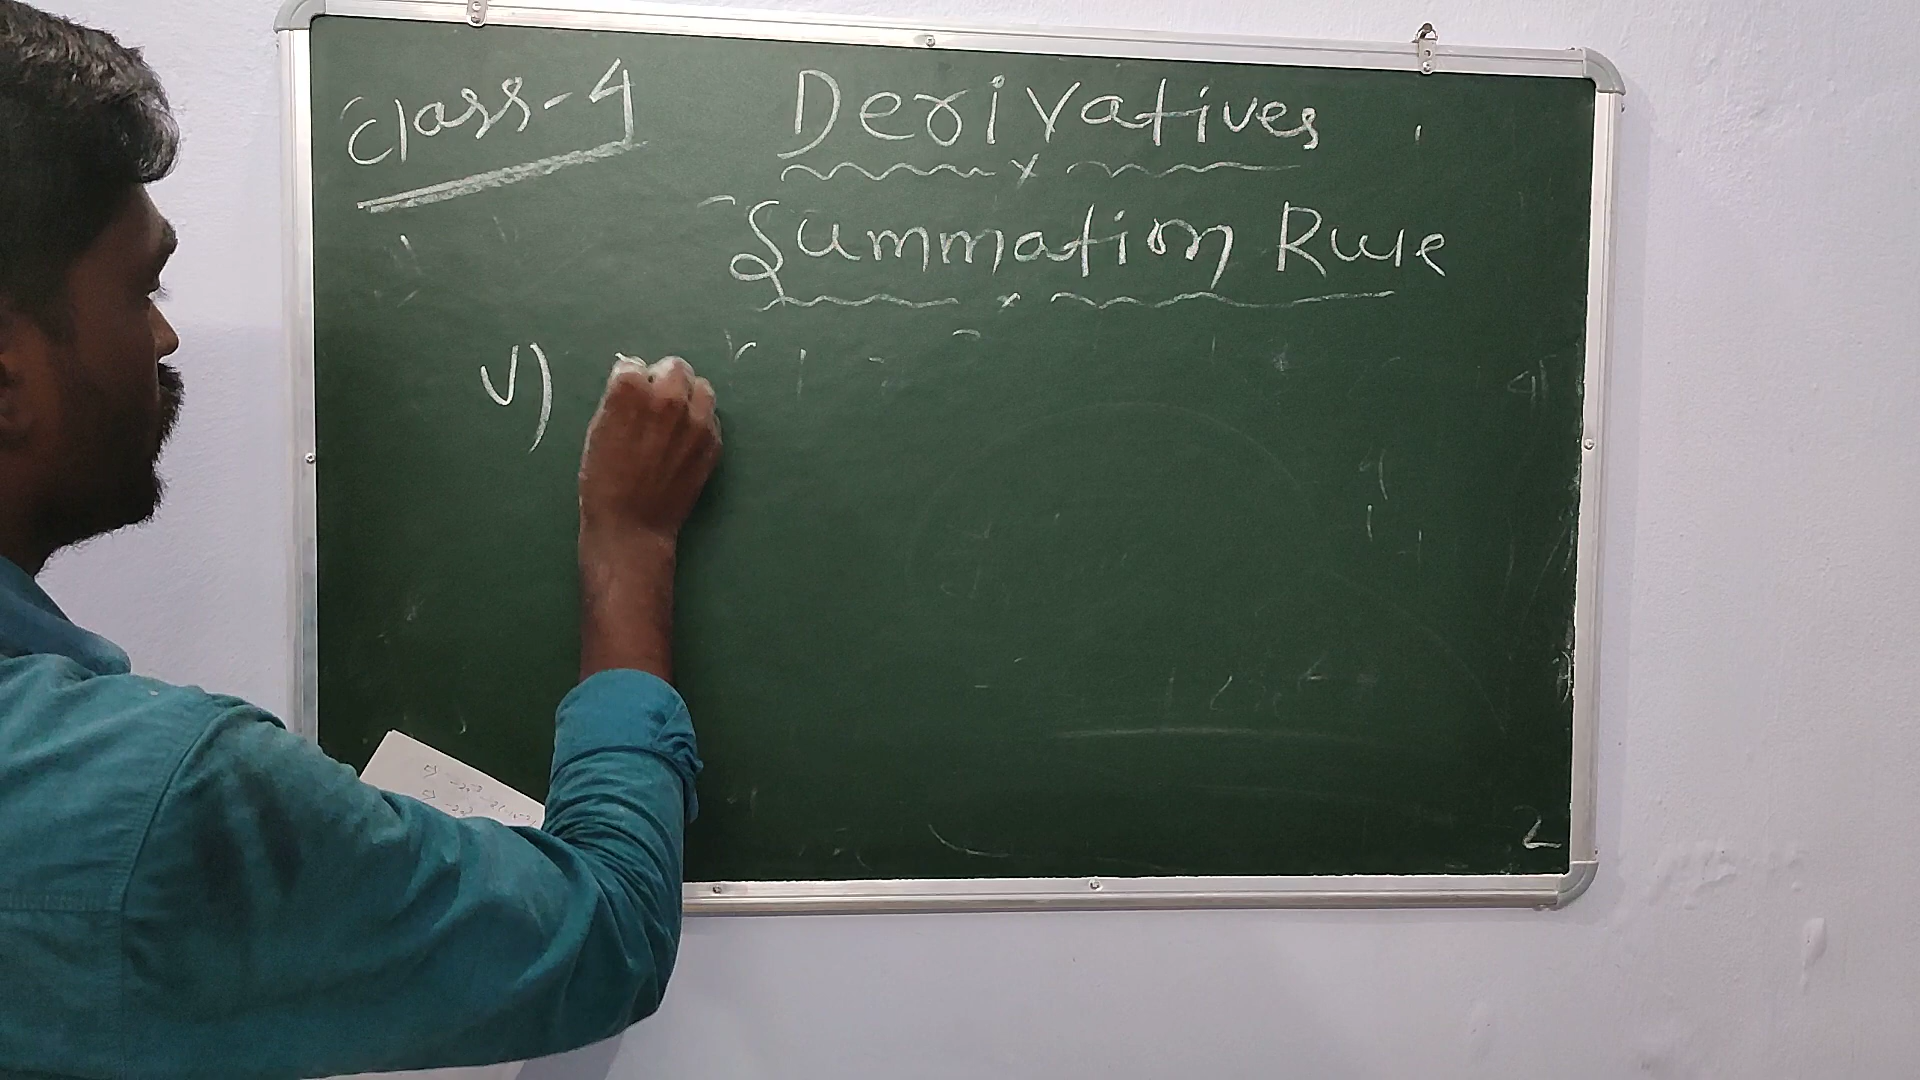 Class-4
Derivatives
Summation Rule
V)
2